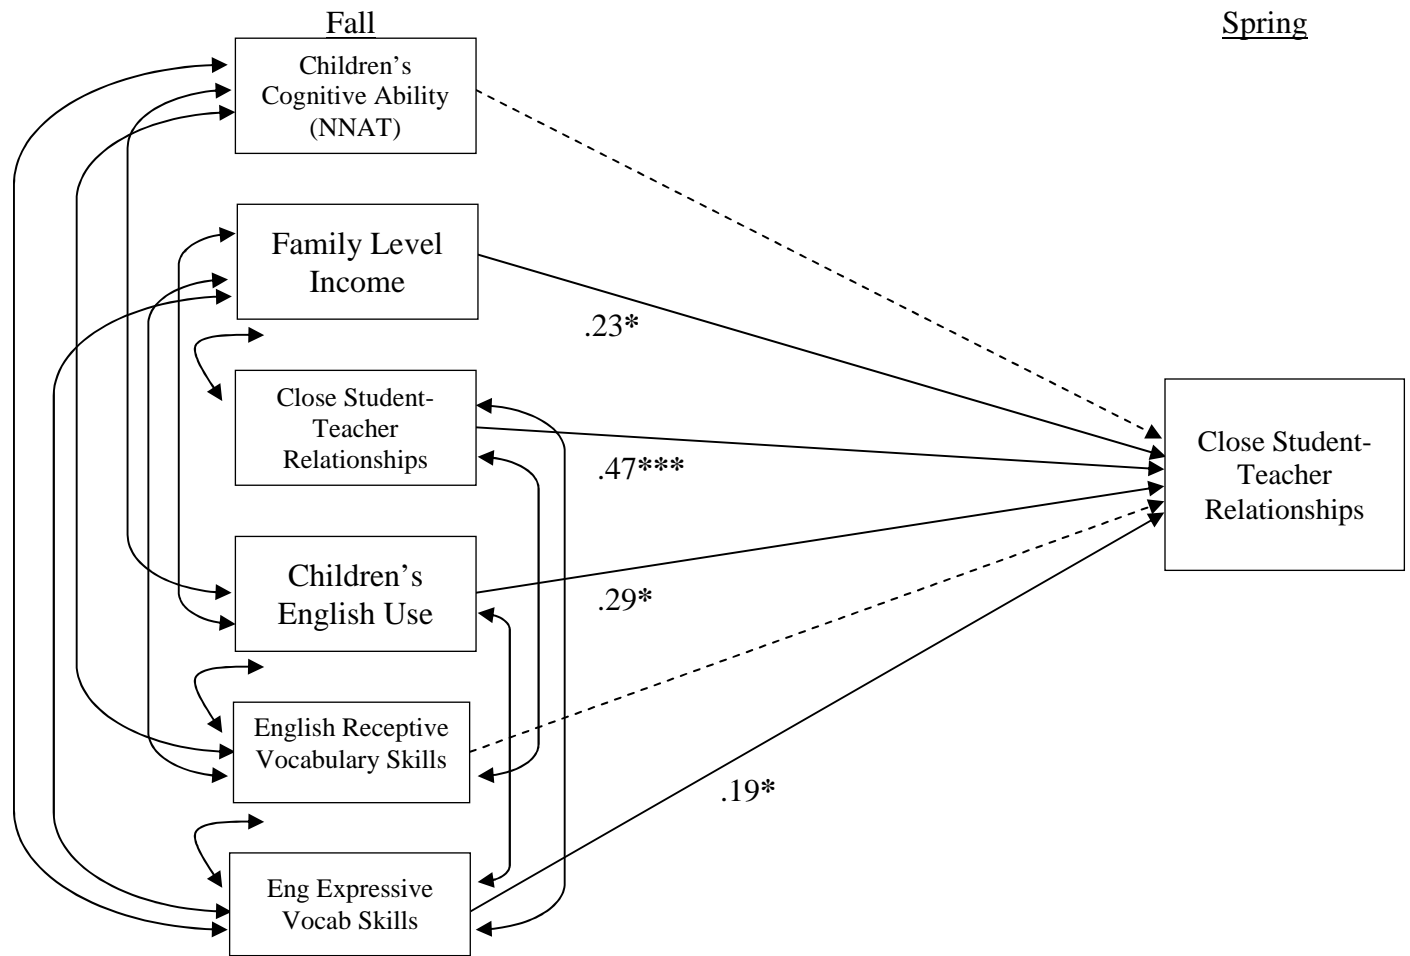 Fall
Spring
Children’s
Cognitive Ability
(NNAT)
Family Level
Income
.23*
Close Student-
Teacher
Relationships
.47***
Close Student-
Teacher
Relationships
Children’s
English Use
.29*
English Receptive
Vocabulary Skills
.19*
Eng Expressive
Vocab Skills